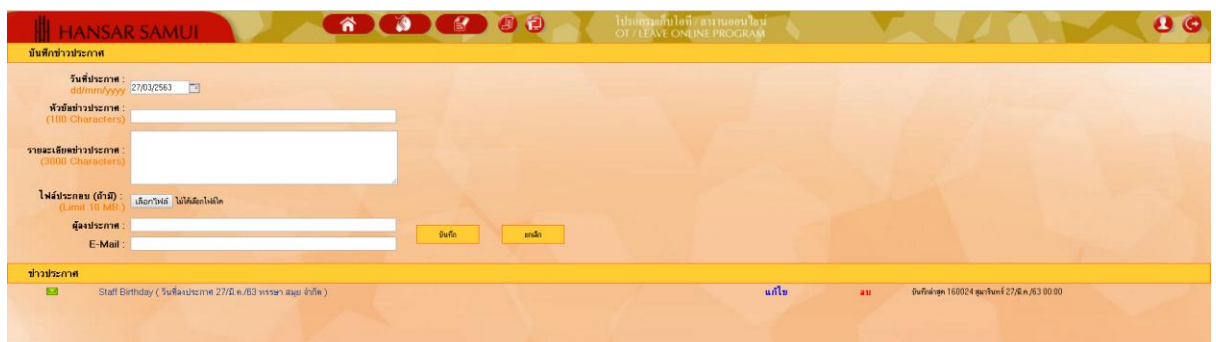 HANSAR SAMUI
โปรแกรมเก็บโอที / ลางานออนไลน์
OT / LEAVE ONLINE PROGRAM
บันทึกข่าวประกาศ
วันที่ประกาศ :
dd/mm/yyyy
27/03/2563
หัวข้อข่าวประกาศ :
(100 Characters)
รายละเอียดข่าวประกาศ :
(3000 Characters)
ไฟล์ประกอบ (ถ้ามี) :
(Limit 10 MB.)
เลือกไฟล์ ไม่ได้เลือกไฟล์ใด
ผู้ลงประกาศ :
E-Mail :
บันทึก ยกเลิก
ข่าวประกาศ
Staff Birthday ( วันที่ลงประกาศ 27/มี.ค./63 พรรษา สมุย จำกัด ) แก้ไข ลบ บันทึกล่าสุด 160024 สุมารินทร์ 27/มี.ค./63 00:00